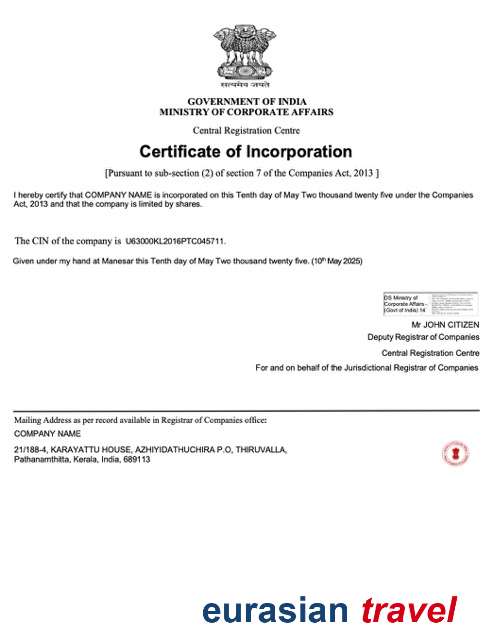 सत्यमेव जयते
GOVERNMENT OF INDIA
MINISTRY OF CORPORATE AFFAIRS
Central Registration Centre
Certificate of Incorporation
[Pursuant to sub-section (2) of section 7 of the Companies Act, 2013 ]
I hereby certify that COMPANY NAME is incorporated on this Tenth day of May Two thousand twenty five under the Companies
Act, 2013 and that the company is limited by shares.
The CIN of the company is U63000KL2016PTC045711.
Given under my hand at Manesar this Tenth day of May Two thousand twenty five. (10th May 2025)
DS Ministry of
Corporate Affairs -
(Govt of India) 14
Mr JOHN CITIZEN
Deputy Registrar of Companies
Central Registration Centre
For and on behalf of the Jurisdictional Registrar of Companies
Mailing Address as per record available in Registrar of Companies office:
COMPANY NAME
21/188-4, KARAYATTU HOUSE, AZHIYIDATHUCHIRA P.O, THIRUVALLA,
Pathanamthitta, Kerala, India, 689113
eurasian travel